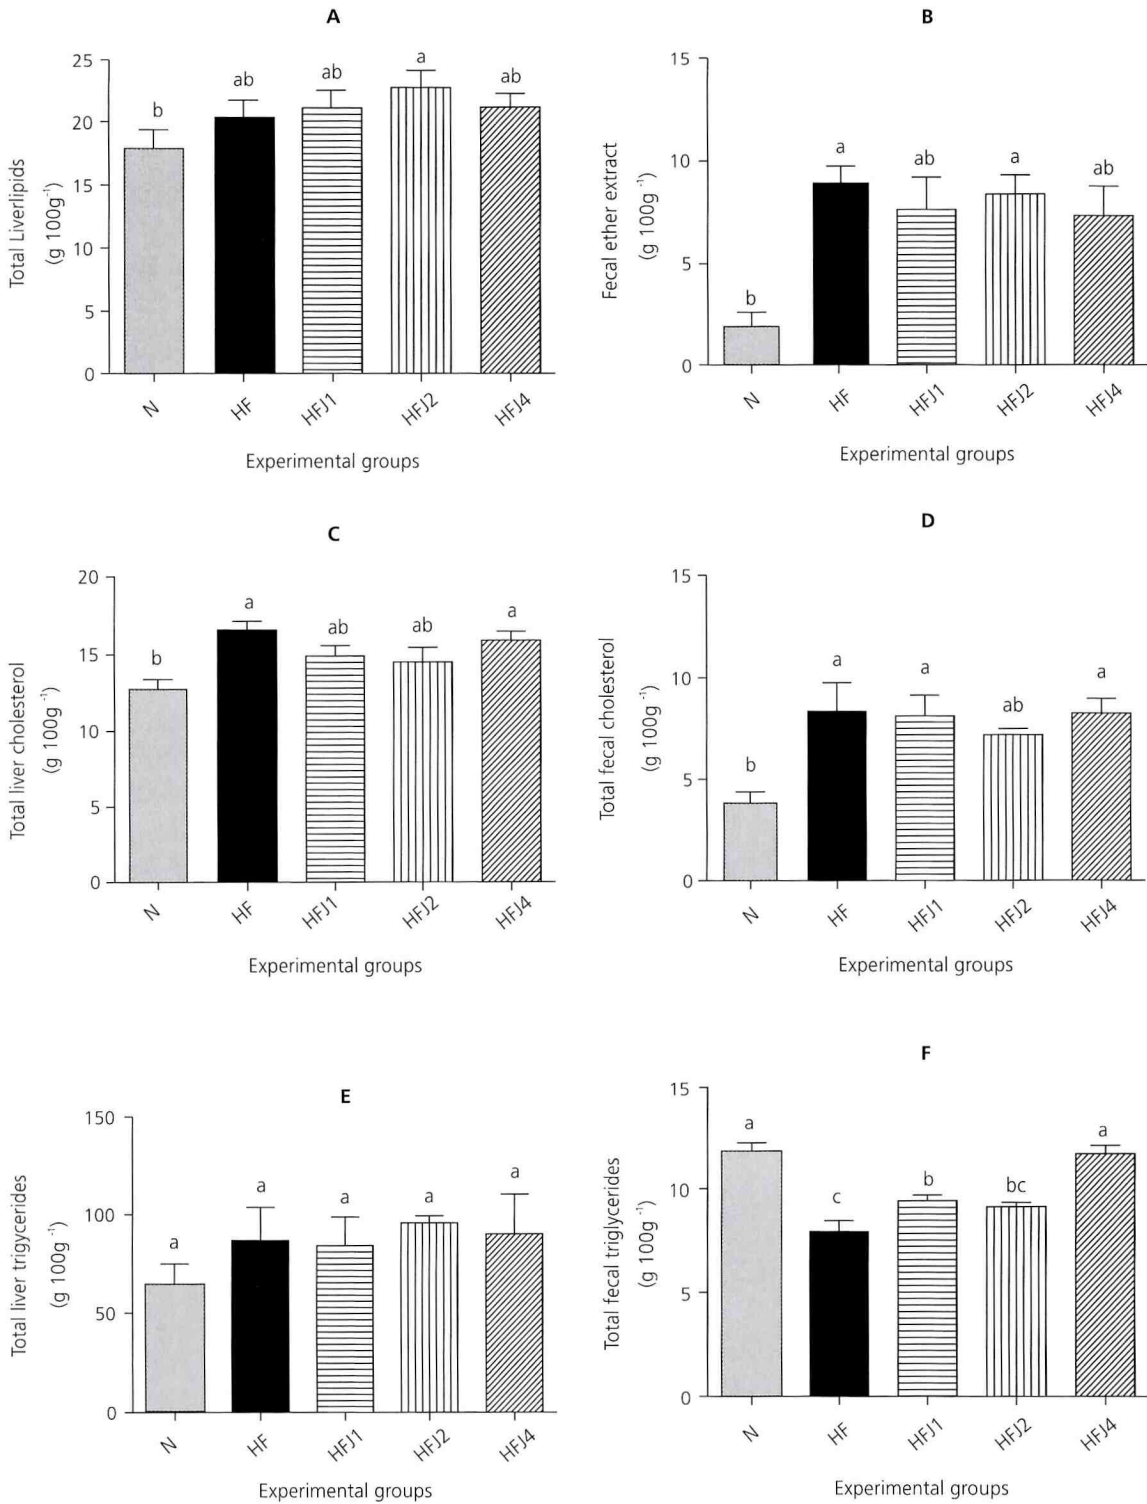 A
Total Liverlipids
(g 100g⁻¹)
25
20
15
10
5
0
b
ab
ab
a
ab
N
HF
HFJ1
HFJ2
HFJ4
Experimental groups
B
Fecal ether extract
(g 100g⁻¹)
15
10
5
0
b
a
ab
a
ab
N
HF
HFJ1
HFJ2
HFJ4
Experimental groups
C
Total liver cholesterol
(g 100g⁻¹)
20
15
10
5
0
b
a
ab
ab
a
N
HF
HFJ1
HFJ2
HFJ4
Experimental groups
D
Total fecal cholesterol
(g 100g⁻¹)
15
10
5
0
b
a
a
ab
a
N
HF
HFJ1
HFJ2
HFJ4
Experimental groups
E
Total liver trigycerides
(g 100g⁻¹)
150
100
50
0
a
a
a
a
a
N
HF
HFJ1
HFJ2
HFJ4
Experimental groups
F
Total fecal triglycerides
(g 100g⁻¹)
15
10
5
0
a
c
b
bc
a
N
HF
HFJ1
HFJ2
HFJ4
Experimental groups